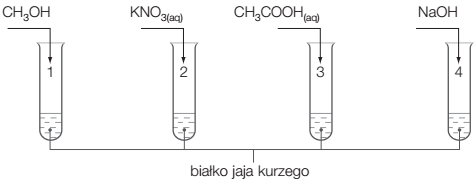 CH₃OH KNO₃₍aq₎ CH₃COOH₍aq₎ NaOH
1 2 3 4
białko jaja kurzego